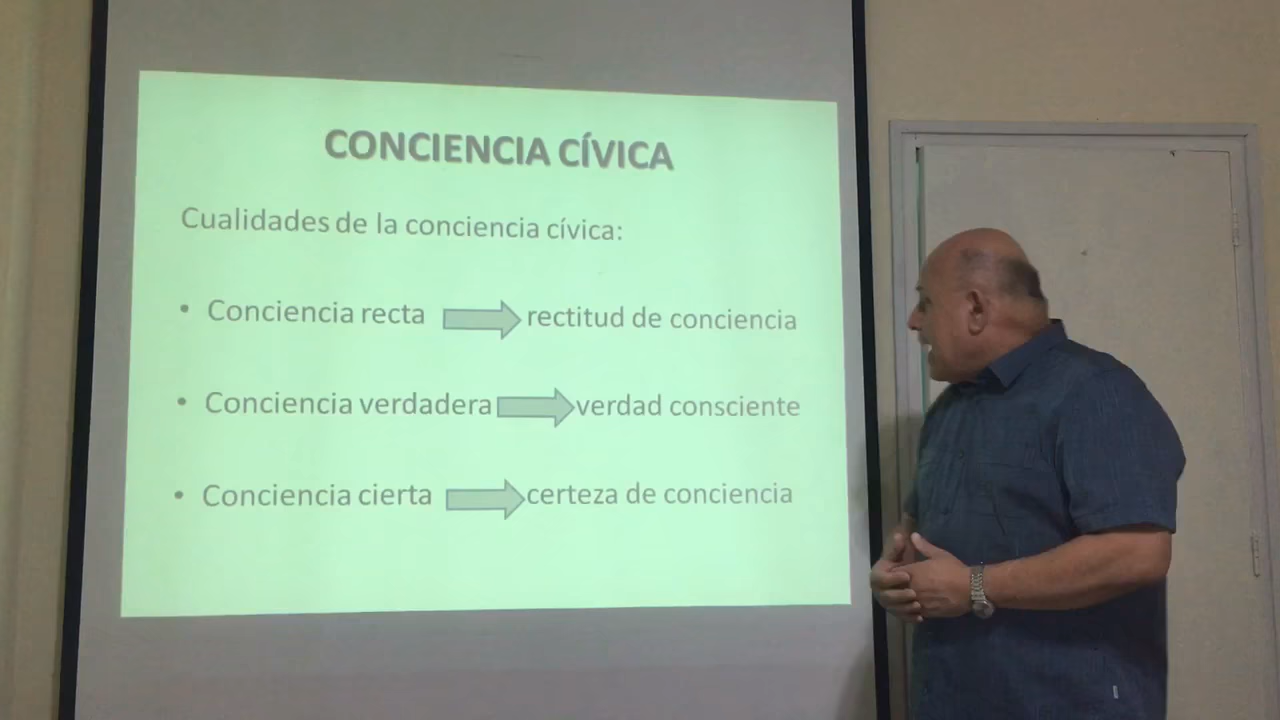 CONCIENCIA CÍVICA
Cualidades de la conciencia cívica:
• Conciencia recta rectitud de conciencia
• Conciencia verdadera verdad consciente
• Conciencia cierta certeza de conciencia